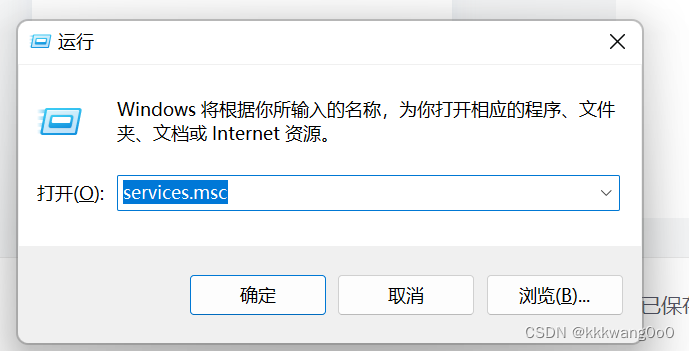 运行
Windows 将根据你所输入的名称，为你打开相应的程序、文件
夹、文档或 Internet 资源。
打开(O): services.msc
确定 取消 浏览(B)...
已保存
CSDN @kkkwang0o0